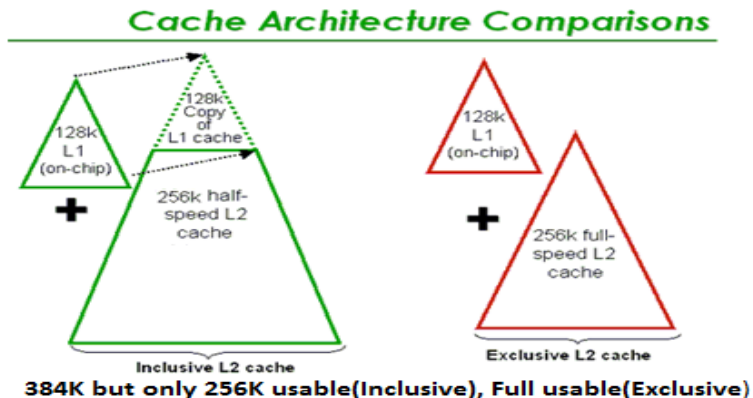 Cache Architecture Comparisons
128k
L1
(on-chip)
+
128k
Copy
of
L1 cache
256k half-
speed L2
cache
Inclusive L2 cache
128k
L1
(on-chip)
+
256k full-
speed L2
cache
Exclusive L2 cache
384K but only 256K usable(Inclusive), Full usable(Exclusive)